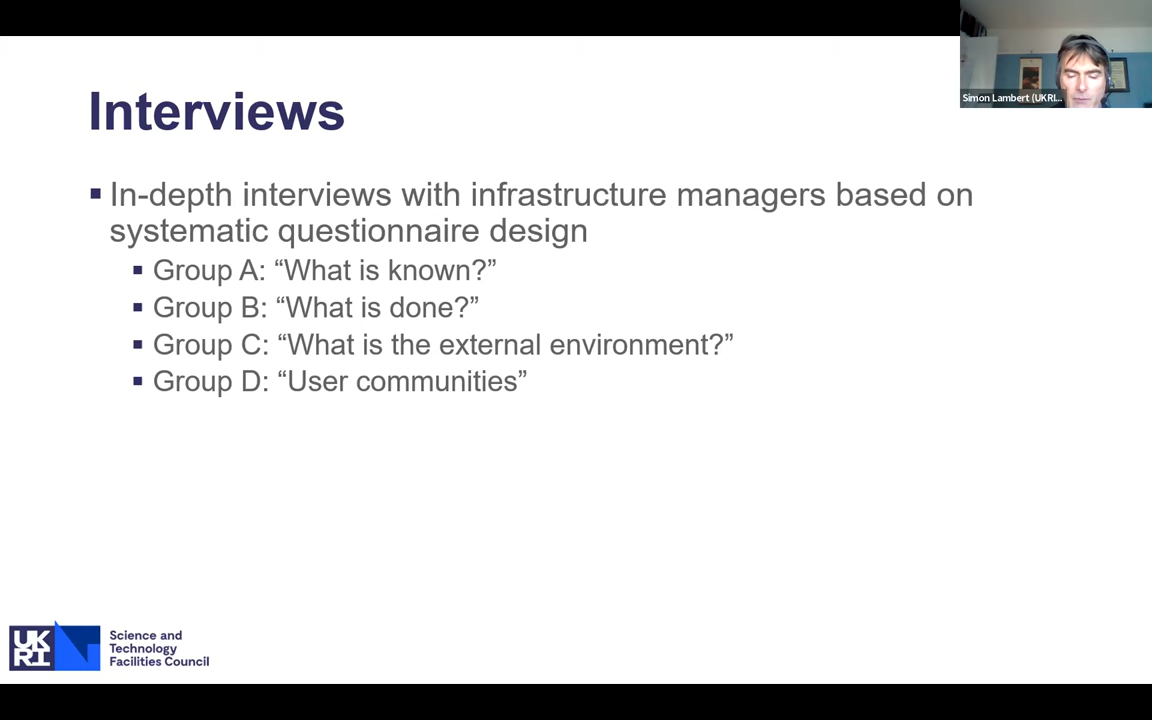 Interviews
In-depth interviews with infrastructure managers based on
systematic questionnaire design
Group A: “What is known?”
Group B: “What is done?”
Group C: “What is the external environment?”
Group D: “User communities”
Simon Lambert (UKRI...
UK
RI
Science and
Technology
Facilities Council